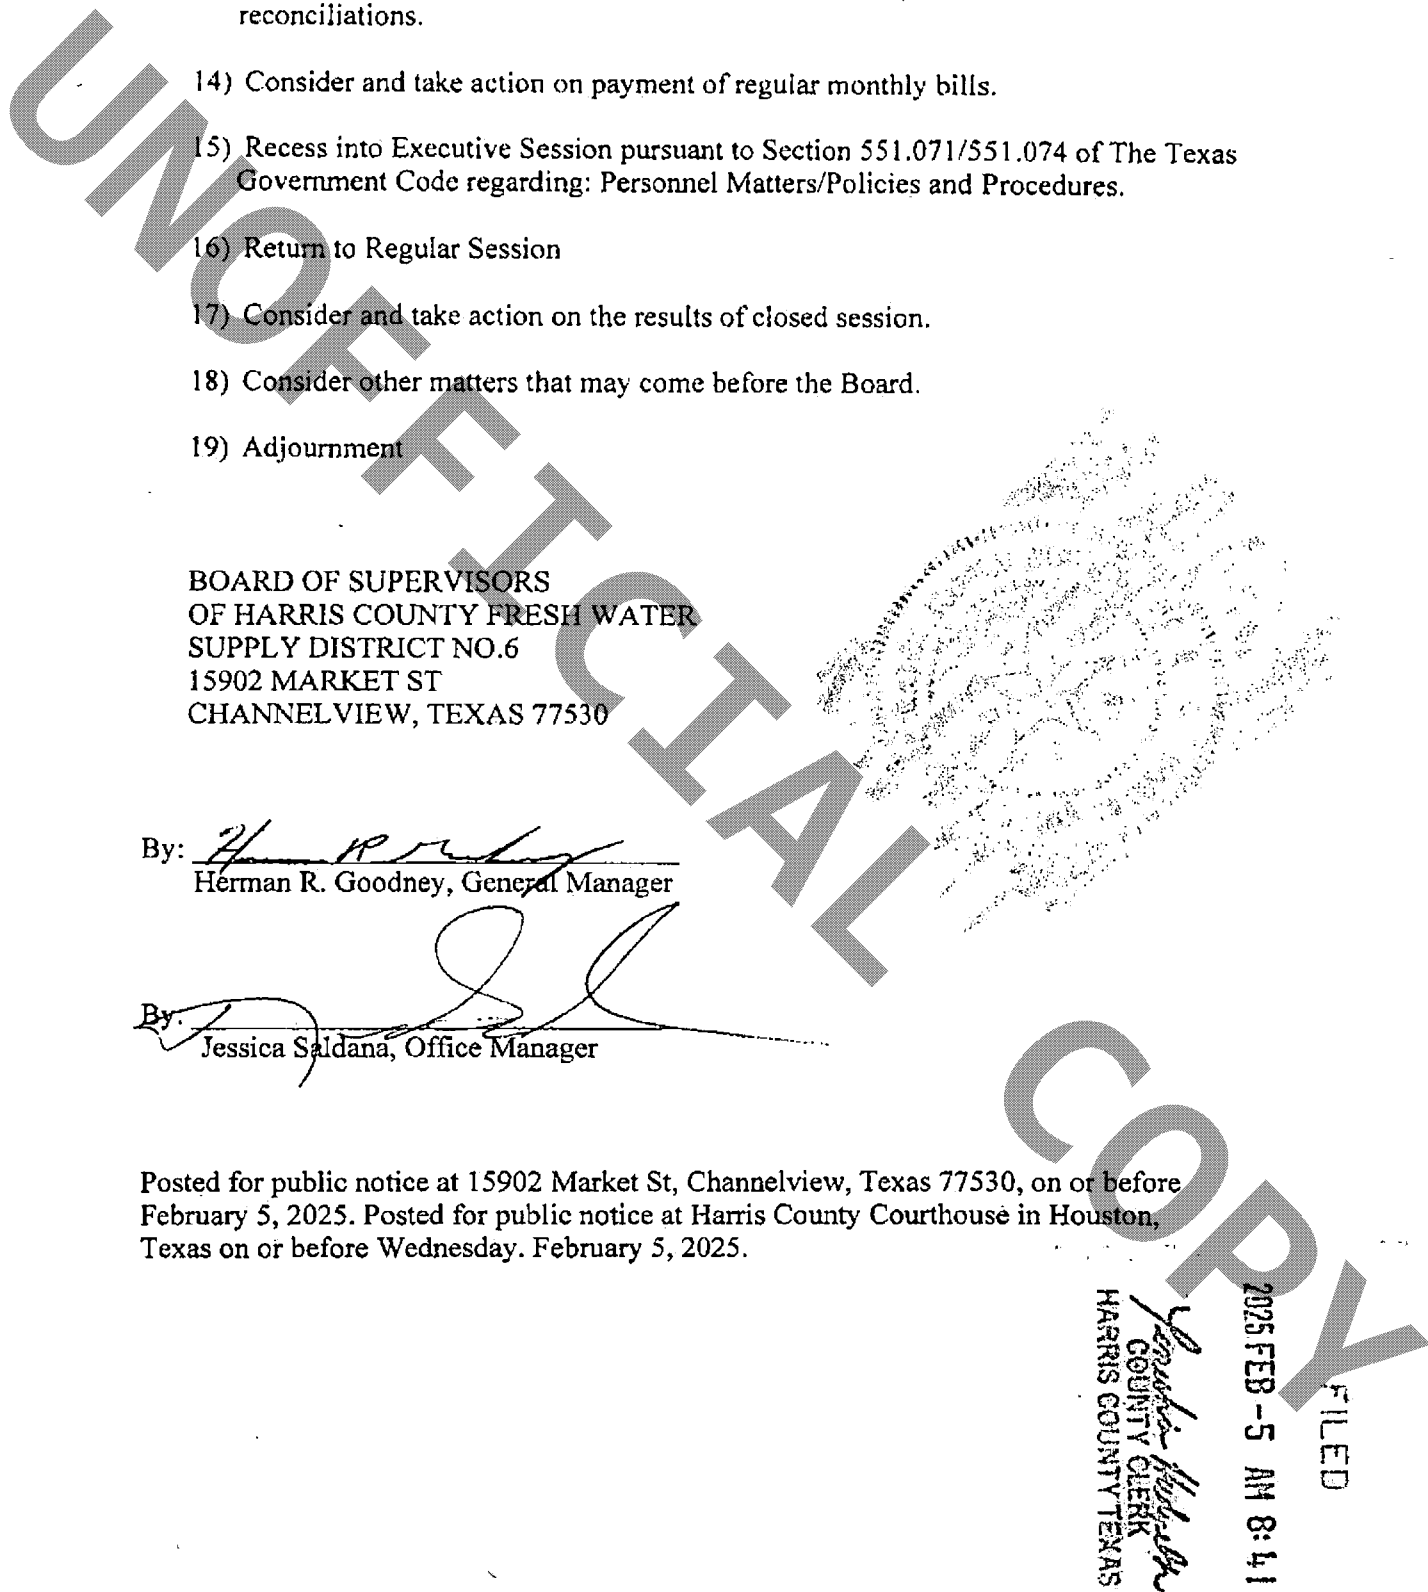 reconciliations.
14) Consider and take action on payment of regular monthly bills.
15) Recess into Executive Session pursuant to Section 551.071/551.074 of The Texas
Government Code regarding: Personnel Matters/Policies and Procedures.
16) Return to Regular Session
17) Consider and take action on the results of closed session.
18) Consider other matters that may come before the Board.
19) Adjournment
BOARD OF SUPERVISORS
OF HARRIS COUNTY FRESH WATER
SUPPLY DISTRICT NO.6
15902 MARKET ST
CHANNELVIEW, TEXAS 77530
By:
Herman R. Goodney, General Manager
By:
Jessica Saldana, Office Manager
Posted for public notice at 15902 Market St, Channelview, Texas 77530, on or before
February 5, 2025. Posted for public notice at Harris County Courthouse in Houston,
Texas on or before Wednesday. February 5, 2025.
FILED
2025 FEB -5 AM 8:41
COUNTY CLERK
HARRIS COUNTY TEXAS
UNOFFICIAL COPY